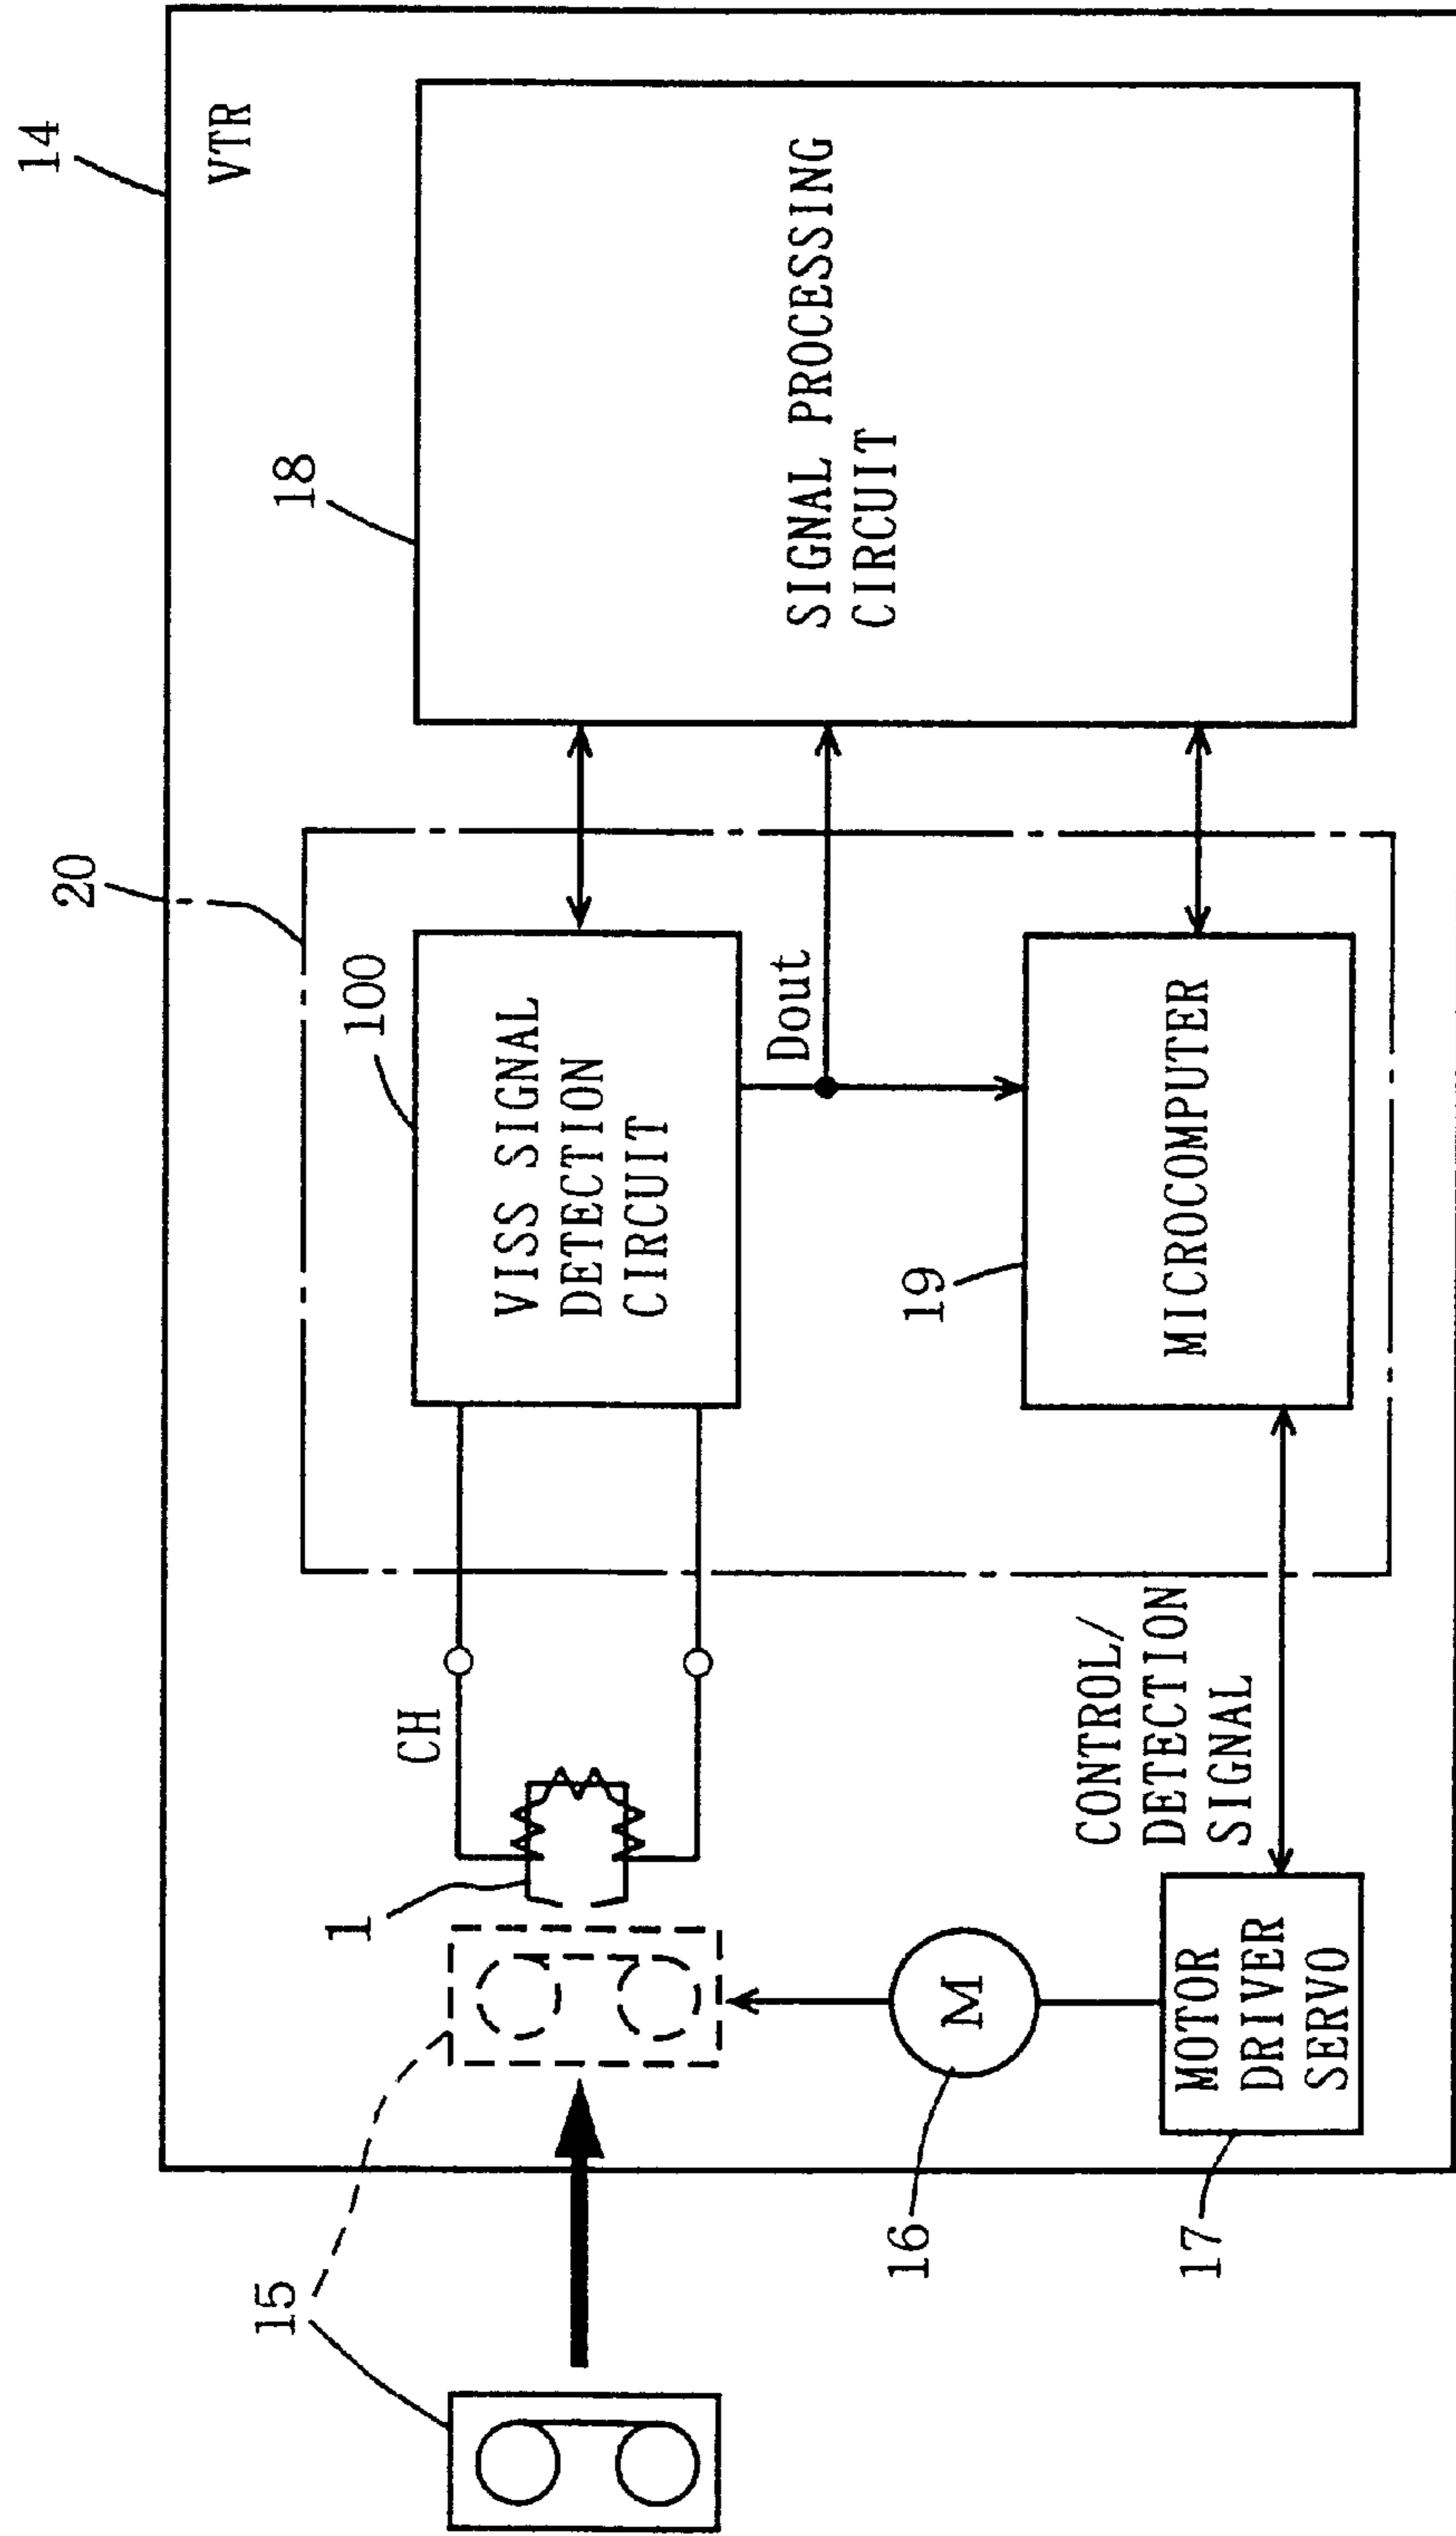 14
VTR
20
18
100
VISS SIGNAL
DETECTION
CIRCUIT
SIGNAL PROCESSING
CIRCUIT
CH
1
15
Dout
19
MICROCOMPUTER
CONTROL/
DETECTION
SIGNAL
M
16
MOTOR
DRIVER
SERVO
17